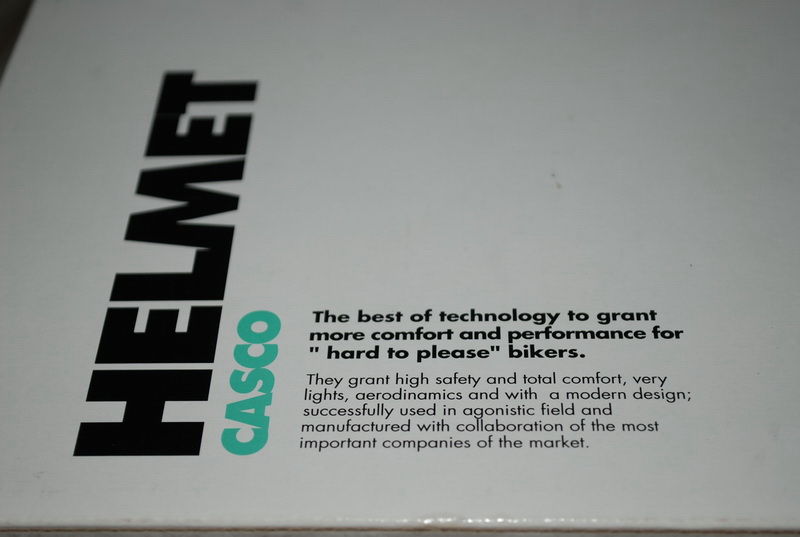 HELMET
CASCO
The best of technology to grant
more comfort and performance for
" hard to please" bikers.
They grant high safety and total comfort, very
lights, aerodinamics and with a modern design;
successfully used in agonistic field and
manufactured with collaboration of the most
important companies of the market.